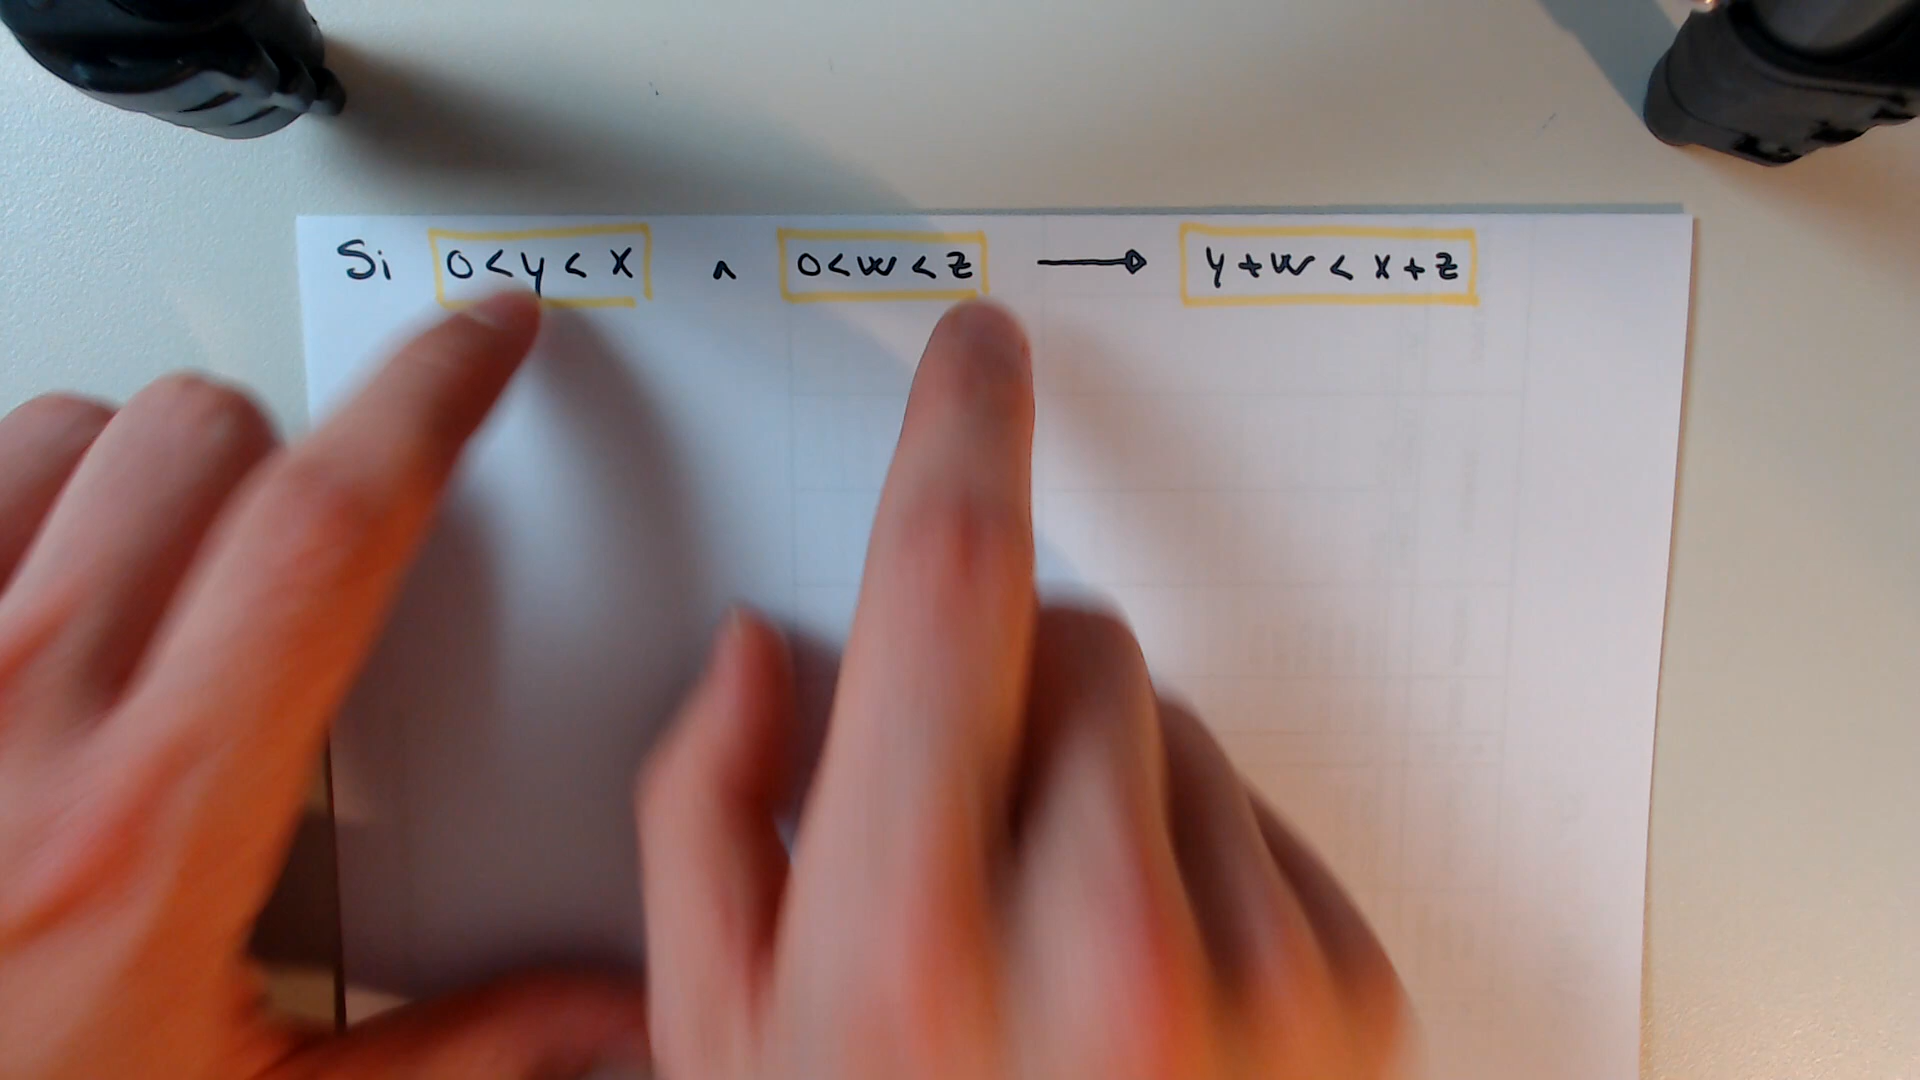 Si 0<y<x ∧ 0<w<z → y+w<x+z